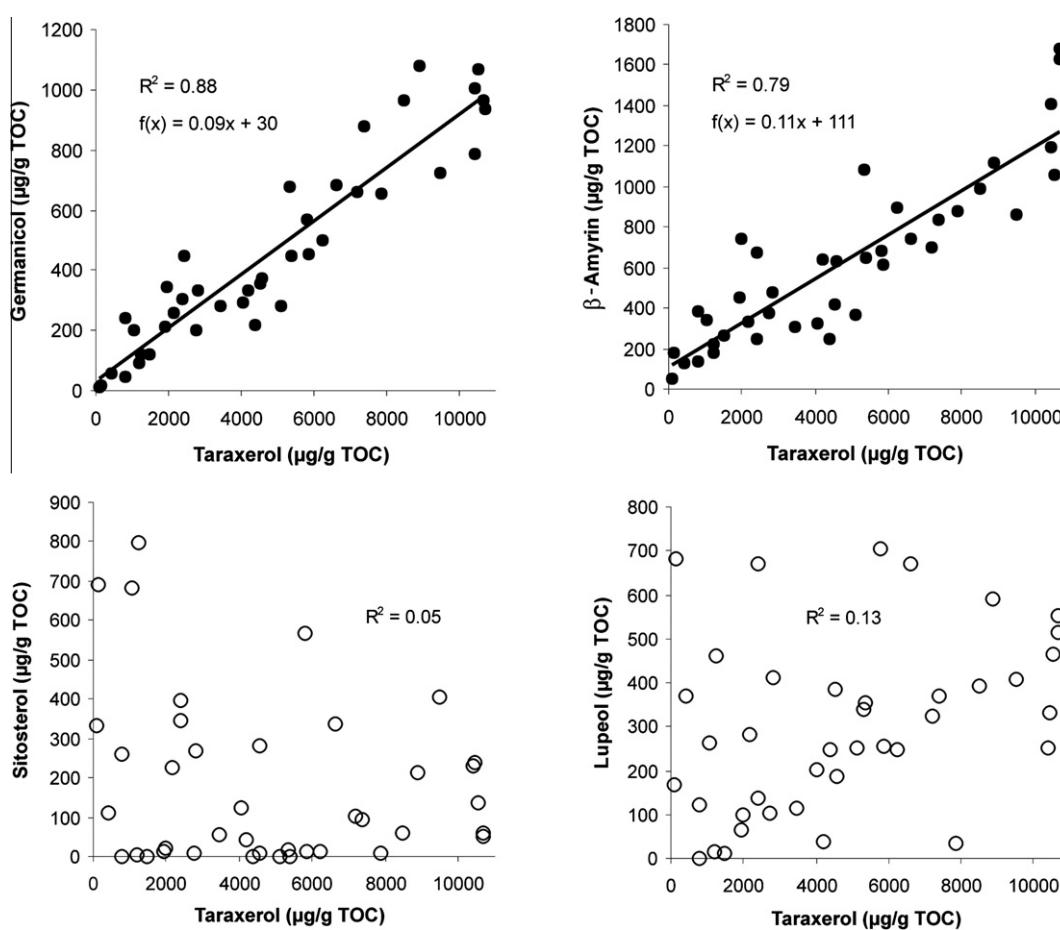 1200
1000
800
600
400
200
0
0 2000 4000 6000 8000 10000
Germanicol (µg/g TOC)
Taraxerol (µg/g TOC)
R² = 0.88
f(x) = 0.09x + 30
1800
1600
1400
1200
1000
800
600
400
200
0
0 2000 4000 6000 8000 10000
β-Amyrin (µg/g TOC)
Taraxerol (µg/g TOC)
R² = 0.79
f(x) = 0.11x + 111
900
800
700
600
500
400
300
200
100
0
0 2000 4000 6000 8000 10000
Sitosterol (µg/g TOC)
Taraxerol (µg/g TOC)
R² = 0.05
800
700
600
500
400
300
200
100
0
0 2000 4000 6000 8000 10000
Lupeol (µg/g TOC)
Taraxerol (µg/g TOC)
R² = 0.13